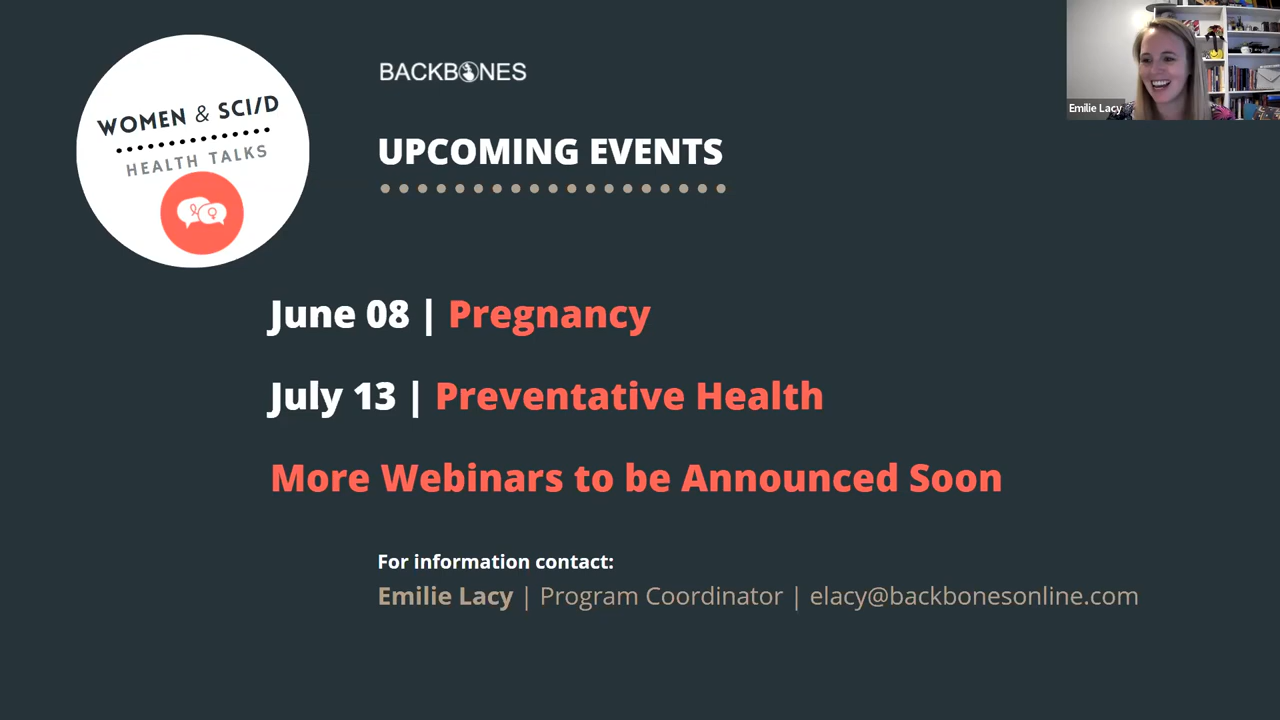 WOMEN & SCI/D
HEALTH TALKS
BACKBONES
UPCOMING EVENTS
June 08 | Pregnancy
July 13 | Preventative Health
More Webinars to be Announced Soon
For information contact:
Emilie Lacy | Program Coordinator | elacy@backbonesonline.com
Emilie Lacy